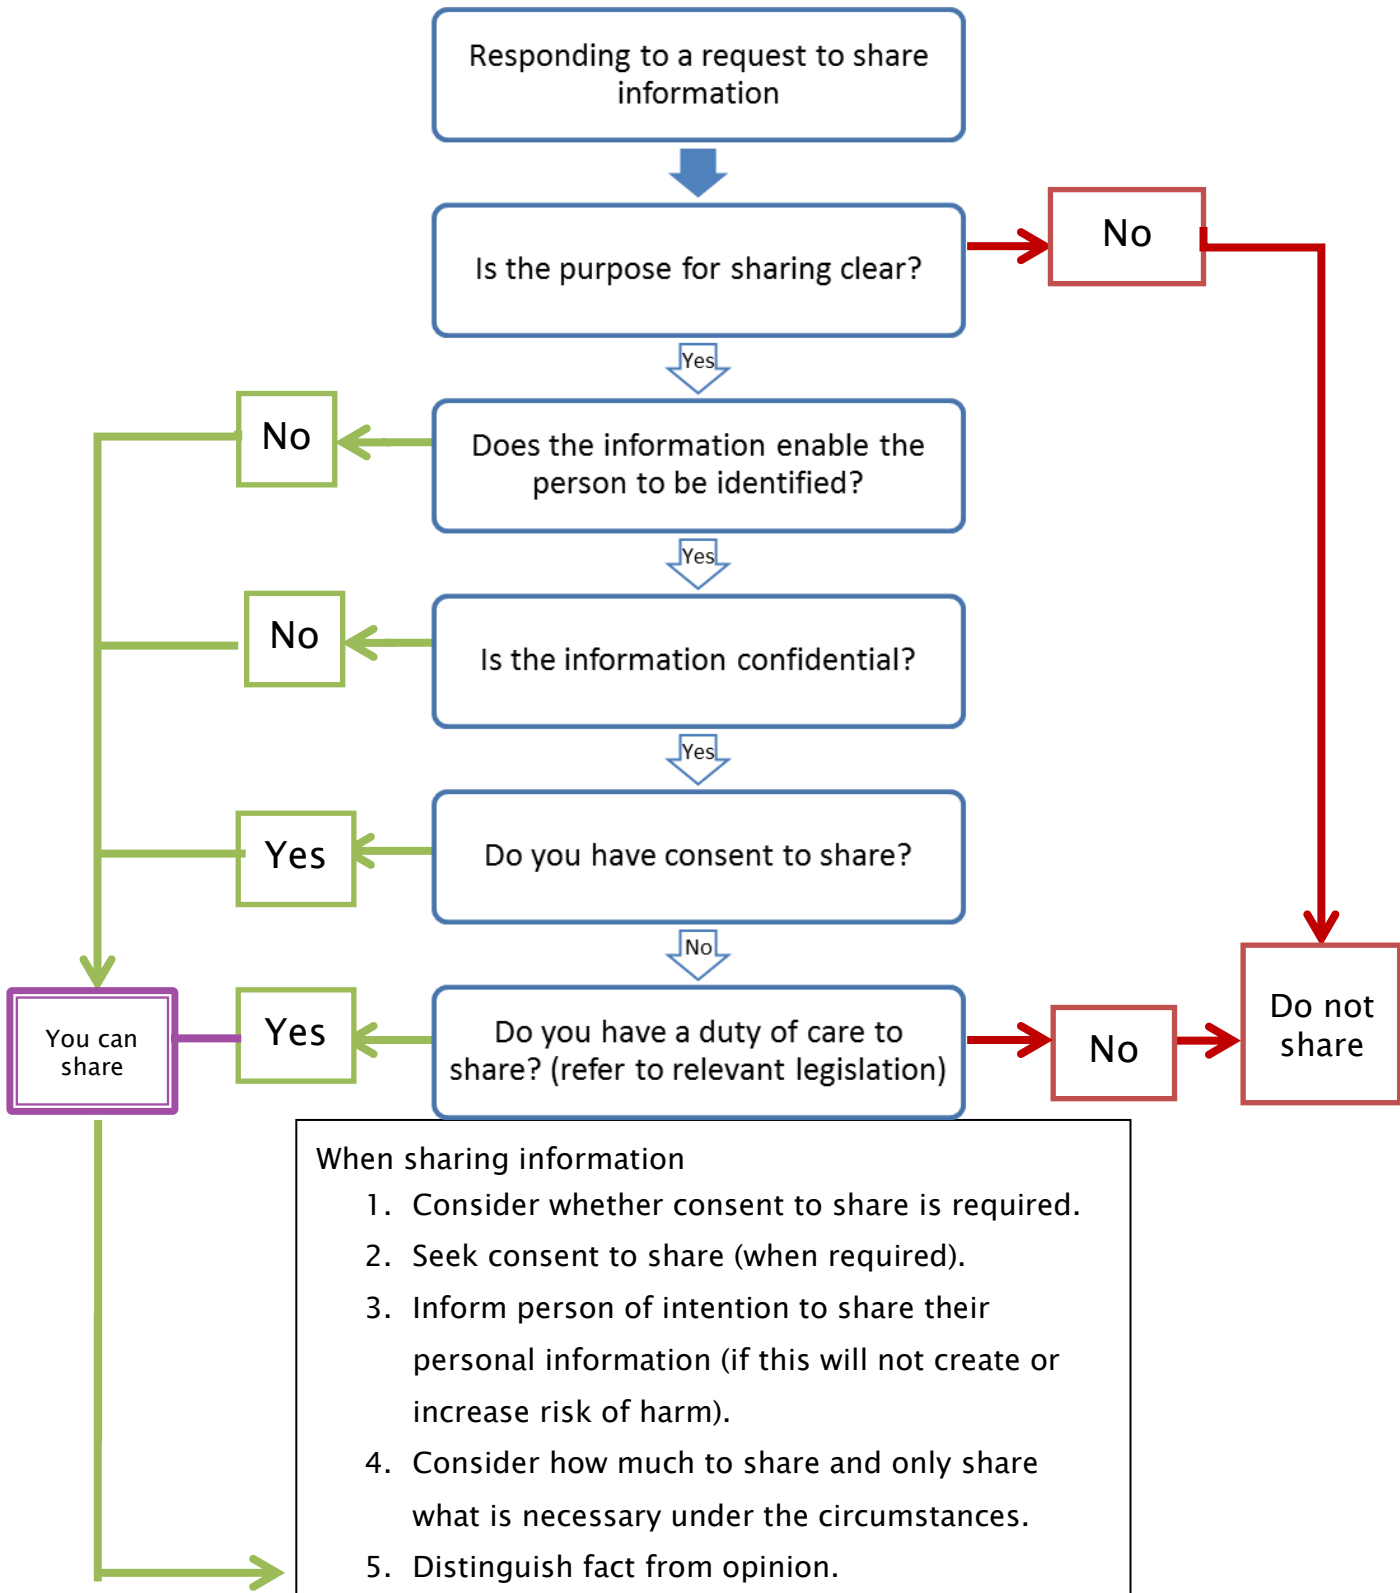 Responding to a request to share
information
Is the purpose for sharing clear?
No
Yes
Does the information enable the
person to be identified?
No
Yes
Is the information confidential?
No
Yes
Do you have consent to share?
Yes
No
Do you have a duty of care to
share? (refer to relevant legislation)
Yes
You can
share
No
Do not
share
When sharing information
1. Consider whether consent to share is required.
2. Seek consent to share (when required).
3. Inform person of intention to share their
personal information (if this will not create or
increase risk of harm).
4. Consider how much to share and only share
what is necessary under the circumstances.
5. Distinguish fact from opinion.